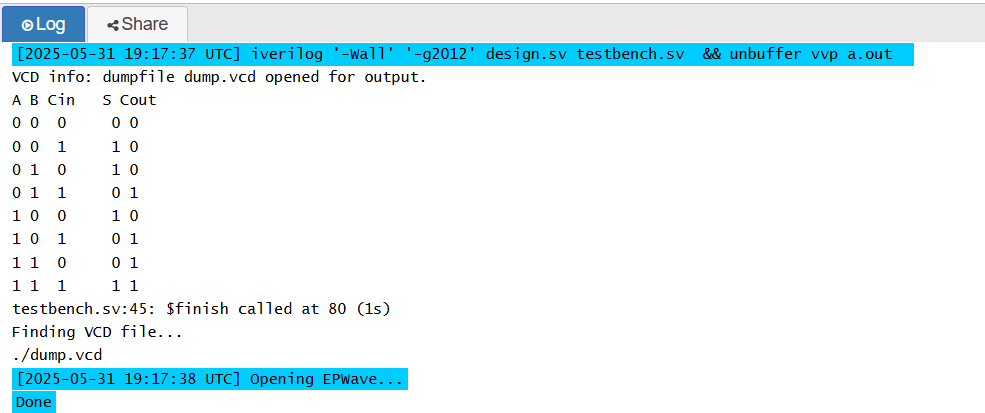 Log Share
[2025-05-31 19:17:37 UTC] iverilog '-Wall' '-g2012' design.sv testbench.sv  && unbuffer vvp a.out
VCD info: dumpfile dump.vcd opened for output.
A B Cin   S Cout
0 0  0     0 0
0 0  1     1 0
0 1  0     1 0
0 1  1     0 1
1 0  0     1 0
1 0  1     0 1
1 1  0     0 1
1 1  1     1 1
testbench.sv:45: $finish called at 80 (1s)
Finding VCD file...
./dump.vcd
[2025-05-31 19:17:38 UTC] Opening EPWave...
Done